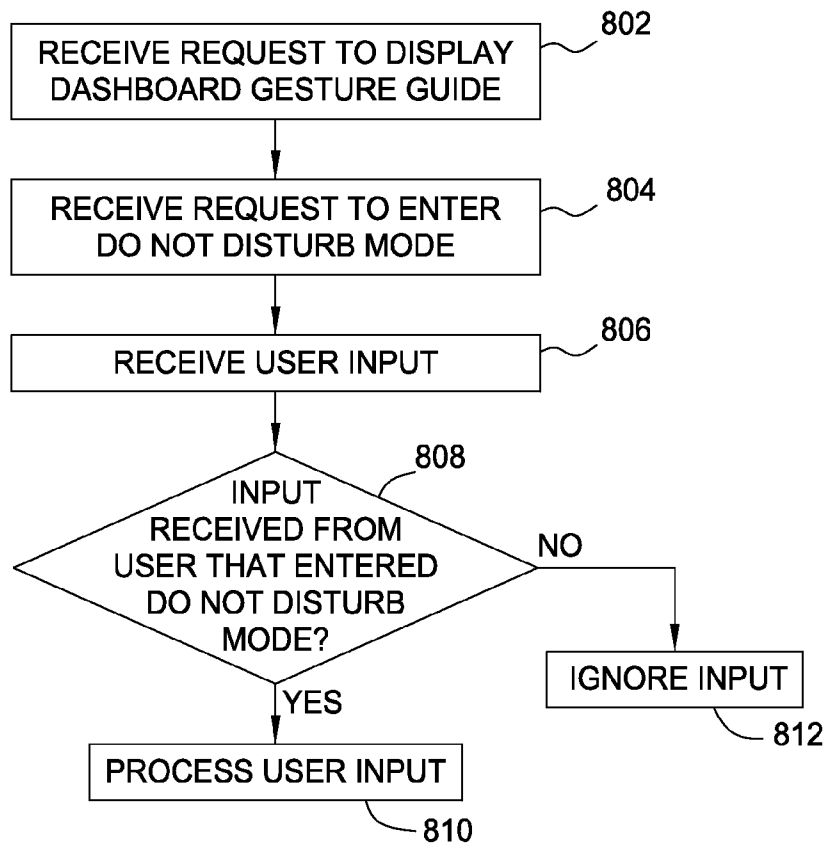 802
RECEIVE REQUEST TO DISPLAY
DASHBOARD GESTURE GUIDE
804
RECEIVE REQUEST TO ENTER
DO NOT DISTURB MODE
806
RECEIVE USER INPUT
808
INPUT
RECEIVED FROM
USER THAT ENTERED
DO NOT DISTURB
MODE?
NO
IGNORE INPUT
812
YES
PROCESS USER INPUT
810